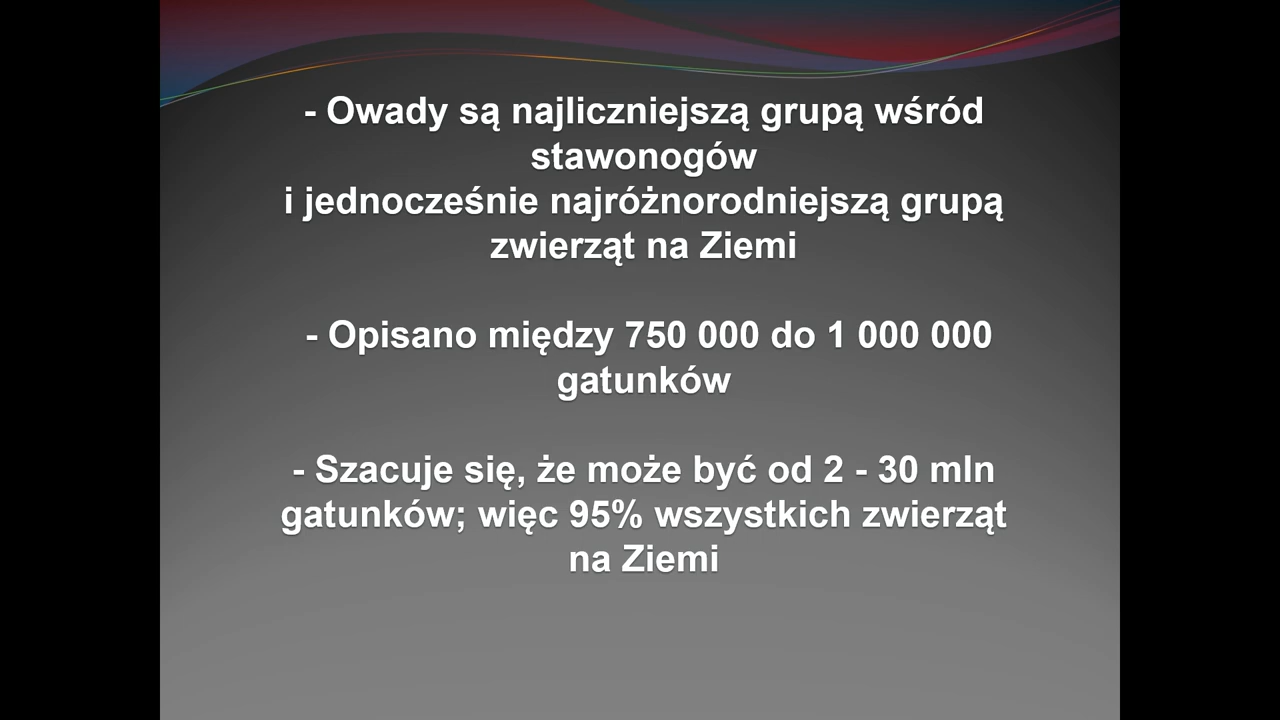 - Owady są najliczniejszą grupą wśród
stawonogów
i jednocześnie najróżnorodniejszą grupą
zwierząt na Ziemi
- Opisano między 750 000 do 1 000 000
gatunków
- Szacuje się, że może być od 2 - 30 mln
gatunków; więc 95% wszystkich zwierząt
na Ziemi